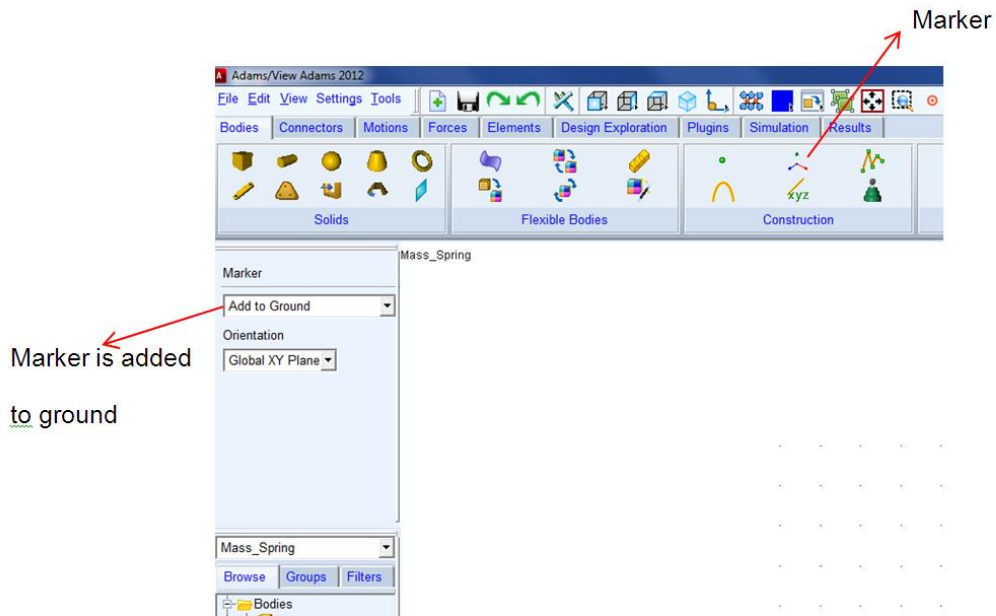 Marker
Adams/View Adams 2012
File Edit View Settings Tools
Bodies Connectors Motions Forces Elements Design Exploration Plugins Simulation Results
xyz
Solids Flexible Bodies Construction
Mass_Spring
Marker
Add to Ground
Orientation
Global XY Plane
Marker is added
to ground
Mass_Spring
Browse Groups Filters
Bodies